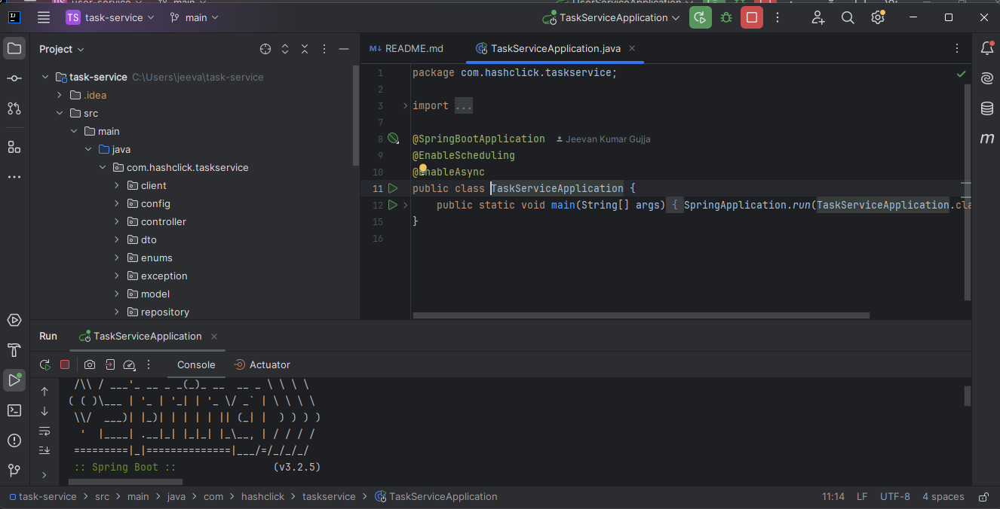 TS task-service main TaskServiceApplication
Project
README.md TaskServiceApplication.java
task-service C:\Users\jeeva\task-service
.idea
src
main
java
com.hashclick.taskservice
client
config
controller
dto
enums
exception
model
repository
1 package com.hashclick.taskservice;
2
3 import ...
7
8 @SpringBootApplication Jeevan Kumar Gujja
9 @EnableScheduling
10 @EnableAsync
11 public class TaskServiceApplication {
12 public static void main(String[] args) { SpringApplication.run(TaskServiceApplication.cla
15 }
16
Run TaskServiceApplication
Console Actuator
/\\ / ___'_ __ _ _(_)_ __  __ _ \ \ \ \
( ( )\___ | '_ | '_| | '_ \/ _` | \ \ \ \
\\/  ___)| |_)| | | | | || (_| |  ) ) ) )
'  |____| .__|_| |_|_| |_\__, | / / / /
=========|_|==============|___/=/_/_/_/
:: Spring Boot :: (v3.2.5)
task-service > src > main > java > com > hashclick > taskservice > TaskServiceApplication 11:14 LF UTF-8 4 spaces